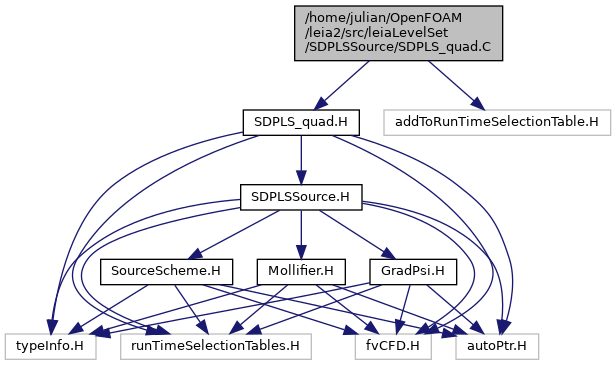 /home/julian/OpenFOAM
/leia2/src/leiaLevelSet
/SDPLSSource/SDPLS_quad.C
SDPLS_quad.H
addToRunTimeSelectionTable.H
SDPLSSource.H
SourceScheme.H
Mollifier.H
GradPsi.H
typeInfo.H
runTimeSelectionTables.H
fvCFD.H
autoPtr.H